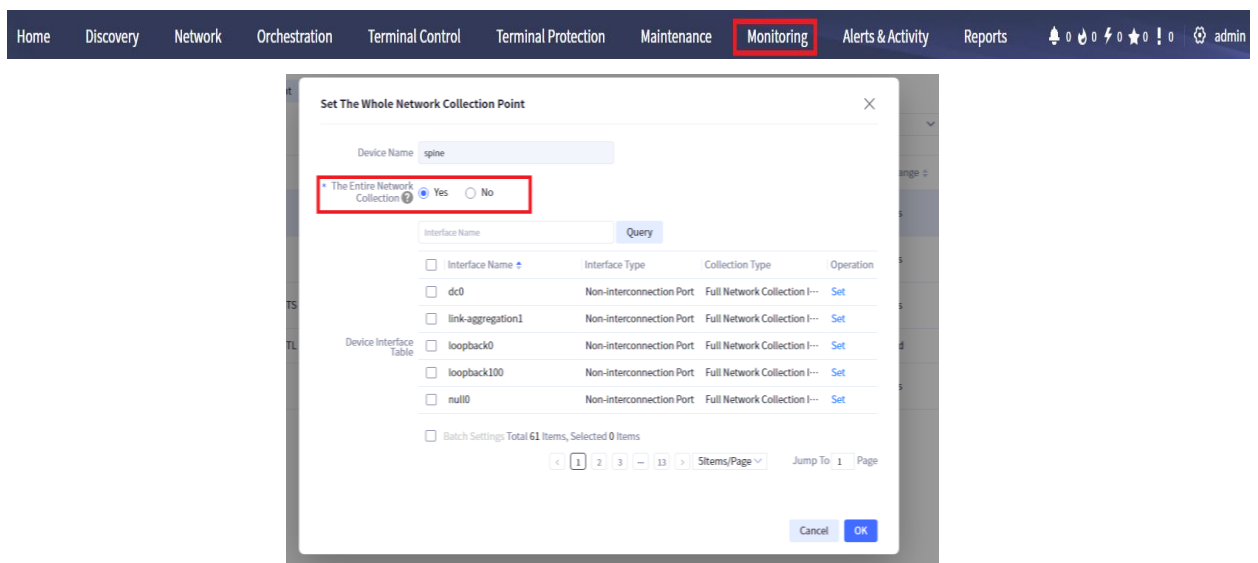 Home Discovery Network Orchestration Terminal Control Terminal Protection Maintenance Monitoring Alerts & Activity Reports 0 0 0 0 0 admin
Set The Whole Network Collection Point
Device Name spine
* The Entire Network
Collection ? Yes No
Interface Name Query
Interface Name Interface Type Collection Type Operation
dc0 Non-interconnection Port Full Network Collection I··· Set
link-aggregation1 Non-interconnection Port Full Network Collection I··· Set
Device Interface
Table
loopback0 Non-interconnection Port Full Network Collection I··· Set
loopback100 Non-interconnection Port Full Network Collection I··· Set
null0 Non-interconnection Port Full Network Collection I··· Set
Batch Settings Total 61 Items, Selected 0 Items
< 1 2 3 ··· 13 > 5Items/Page Jump To 1 Page
Cancel OK